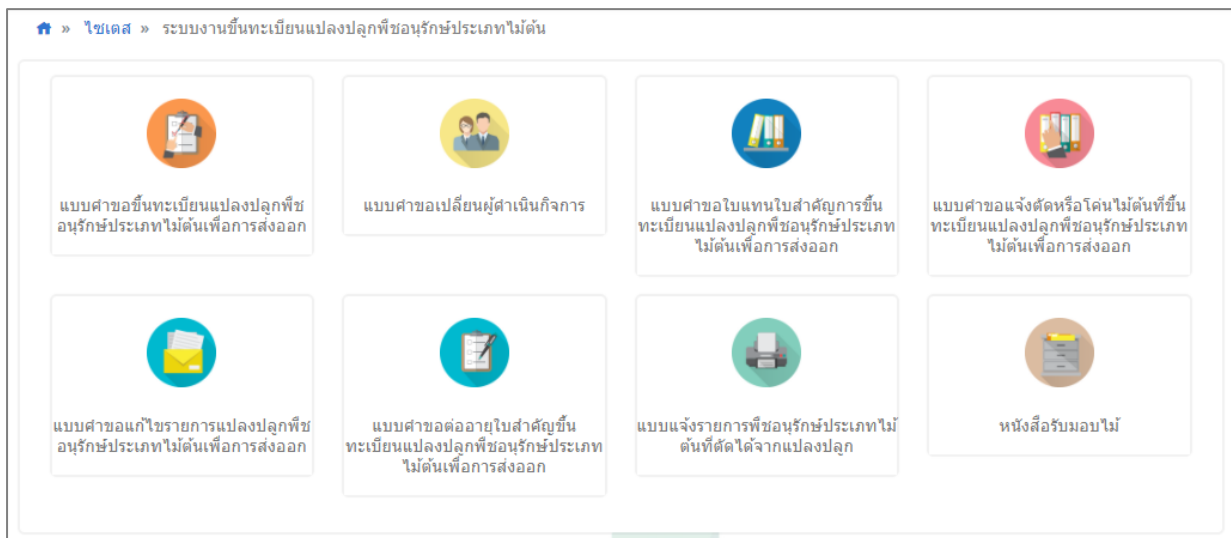 » ไซเตส » ระบบงานขึ้นทะเบียนแปลงปลูกพืชอนุรักษ์ประเภทไม้ต้น
แบบคำขอขึ้นทะเบียนแปลงปลูกพืช
อนุรักษ์ประเภทไม้ต้นเพื่อการส่งออก
แบบคำขอเปลี่ยนผู้ดำเนินกิจการ
แบบคำขอใบแทนใบสำคัญการขึ้น
ทะเบียนแปลงปลูกพืชอนุรักษ์ประเภท
ไม้ต้นเพื่อการส่งออก
แบบคำขอแจ้งตัดหรือโค่นไม้ต้นที่ขึ้น
ทะเบียนแปลงปลูกพืชอนุรักษ์ประเภท
ไม้ต้นเพื่อการส่งออก
แบบคำขอแก้ไขรายการแปลงปลูกพืช
อนุรักษ์ประเภทไม้ต้นเพื่อการส่งออก
แบบคำขอต่ออายุใบสำคัญขึ้น
ทะเบียนแปลงปลูกพืชอนุรักษ์ประเภท
ไม้ต้นเพื่อการส่งออก
แบบแจ้งรายการพืชอนุรักษ์ประเภทไม้
ต้นที่ตัดได้จากแปลงปลูก
หนังสือรับมอบไม้